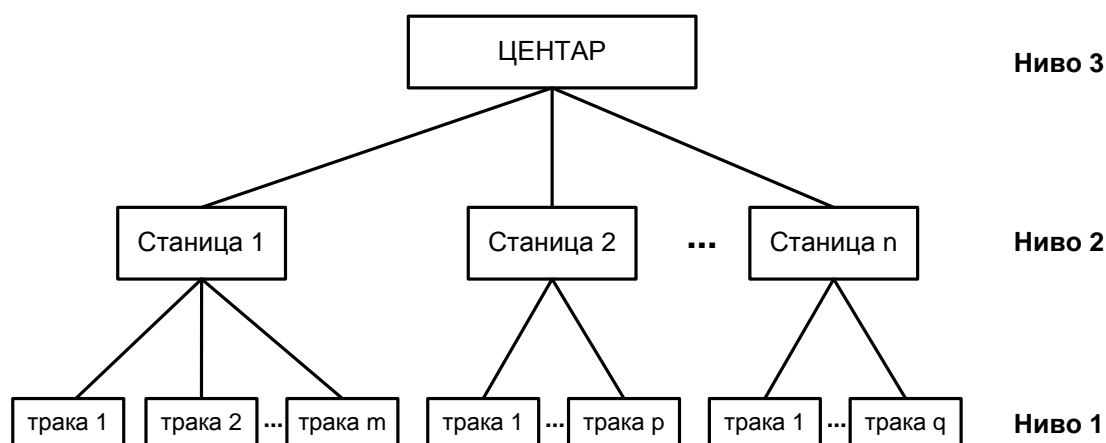 ЦЕНТАР
Ниво 3
Станица 1
Станица 2
...
Станица n
Ниво 2
трака 1
трака 2
...
трака m
трака 1
...
трака p
трака 1
...
трака q
Ниво 1